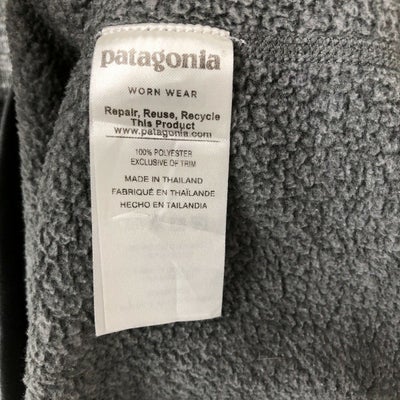 patagonia
WORN WEAR
Repair, Reuse, Recycle
This Product
www.patagonia.com
100% POLYESTER
EXCLUSIVE OF TRIM
MADE IN THAILAND
FABRIQUÉ EN THAÏLANDE
HECHO EN TAILANDIA